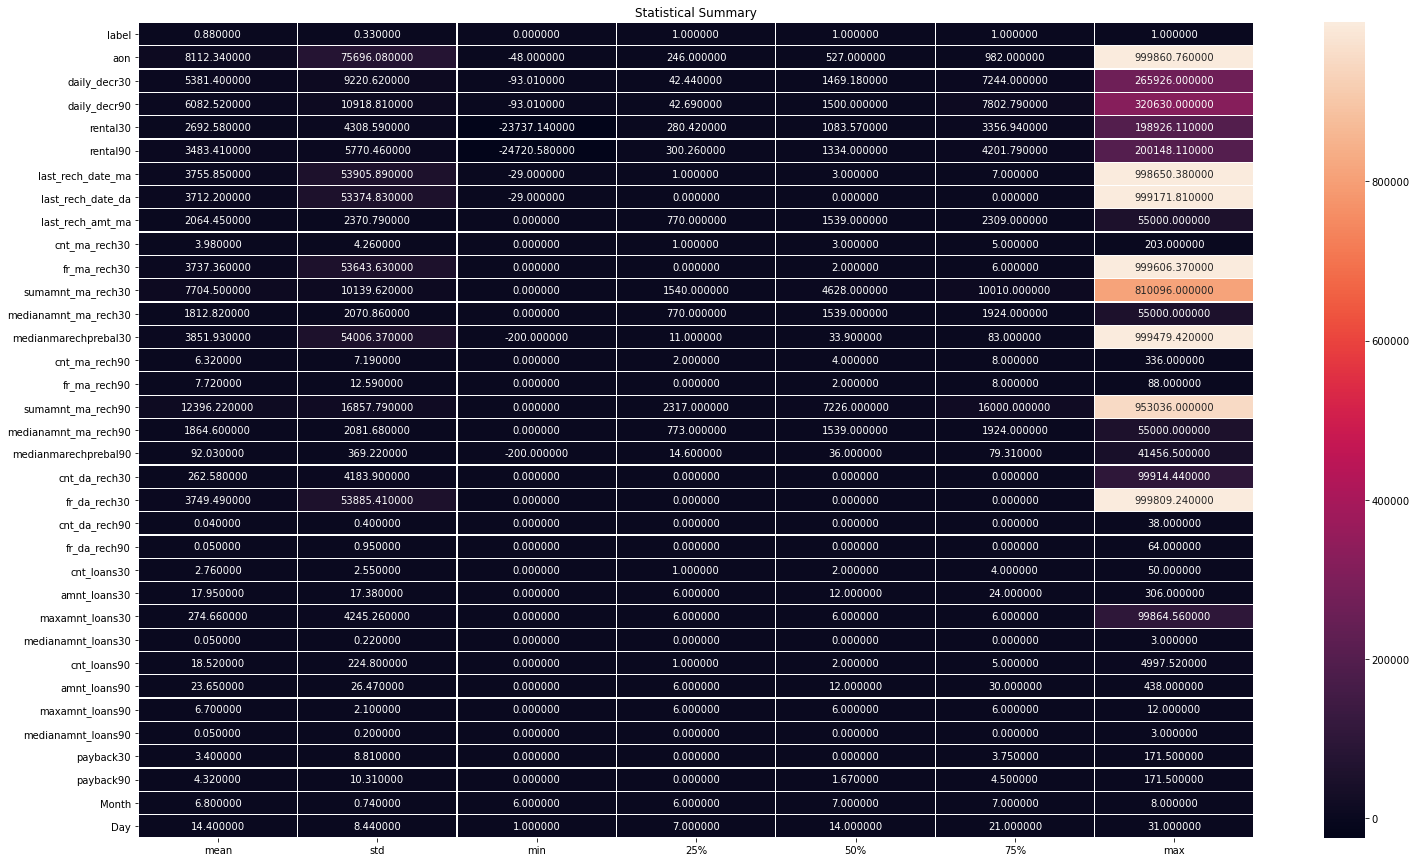 Statistical Summary
label 0.880000 0.330000 0.000000 1.000000 1.000000 1.000000 1.000000
aon 8112.340000 75696.080000 -48.000000 246.000000 527.000000 982.000000 999860.760000
daily_decr30 5381.400000 9220.620000 -93.010000 42.440000 1469.180000 7244.000000 265926.000000
daily_decr90 6082.520000 10918.810000 -93.010000 42.690000 1500.000000 7802.790000 320630.000000
rental30 2692.580000 4308.590000 -23737.140000 280.420000 1083.570000 3356.940000 198926.110000
rental90 3483.410000 5770.460000 -24720.580000 300.260000 1334.000000 4201.790000 200148.110000
last_rech_date_ma 3755.850000 53905.890000 -29.000000 1.000000 3.000000 7.000000 998650.380000
800000
last_rech_date_da 3712.200000 53374.830000 -29.000000 0.000000 0.000000 0.000000 999171.810000
last_rech_amt_ma 2064.450000 2370.790000 0.000000 770.000000 1539.000000 2309.000000 55000.000000
cnt_ma_rech30 3.980000 4.260000 0.000000 1.000000 3.000000 5.000000 203.000000
fr_ma_rech30 3737.360000 53643.630000 0.000000 0.000000 2.000000 6.000000 999606.370000
sumamnt_ma_rech30 7704.500000 10139.620000 0.000000 1540.000000 4628.000000 10010.000000 810096.000000
medianamnt_ma_rech30 1812.820000 2070.860000 0.000000 770.000000 1539.000000 1924.000000 55000.000000
medianmarechprebal30 3851.930000 54006.370000 -200.000000 11.000000 33.900000 83.000000 999479.420000
600000
cnt_ma_rech90 6.320000 7.190000 0.000000 2.000000 4.000000 8.000000 336.000000
fr_ma_rech90 7.720000 12.590000 0.000000 0.000000 2.000000 8.000000 88.000000
sumamnt_ma_rech90 12396.220000 16857.790000 0.000000 2317.000000 7226.000000 16000.000000 953036.000000
medianamnt_ma_rech90 1864.600000 2081.680000 0.000000 773.000000 1539.000000 1924.000000 55000.000000
medianmarechprebal90 92.030000 369.220000 -200.000000 14.600000 36.000000 79.310000 41456.500000
cnt_da_rech30 262.580000 4183.900000 0.000000 0.000000 0.000000 0.000000 99914.440000
fr_da_rech30 3749.490000 53885.410000 0.000000 0.000000 0.000000 0.000000 999809.240000
400000
cnt_da_rech90 0.040000 0.400000 0.000000 0.000000 0.000000 0.000000 38.000000
fr_da_rech90 0.050000 0.950000 0.000000 0.000000 0.000000 0.000000 64.000000
cnt_loans30 2.760000 2.550000 0.000000 1.000000 2.000000 4.000000 50.000000
amnt_loans30 17.950000 17.380000 0.000000 6.000000 12.000000 24.000000 306.000000
maxamnt_loans30 274.660000 4245.260000 0.000000 6.000000 6.000000 6.000000 99864.560000
medianamnt_loans30 0.050000 0.220000 0.000000 0.000000 0.000000 0.000000 3.000000
cnt_loans90 18.520000 224.800000 0.000000 1.000000 2.000000 5.000000 4997.520000
200000
amnt_loans90 23.650000 26.470000 0.000000 6.000000 12.000000 30.000000 438.000000
maxamnt_loans90 6.700000 2.100000 0.000000 6.000000 6.000000 6.000000 12.000000
medianamnt_loans90 0.050000 0.200000 0.000000 0.000000 0.000000 0.000000 3.000000
payback30 3.400000 8.810000 0.000000 0.000000 0.000000 3.750000 171.500000
payback90 4.320000 10.310000 0.000000 0.000000 1.670000 4.500000 171.500000
Month 6.800000 0.740000 6.000000 6.000000 7.000000 7.000000 8.000000
0
Day 14.400000 8.440000 1.000000 7.000000 14.000000 21.000000 31.000000
mean std min 25% 50% 75% max